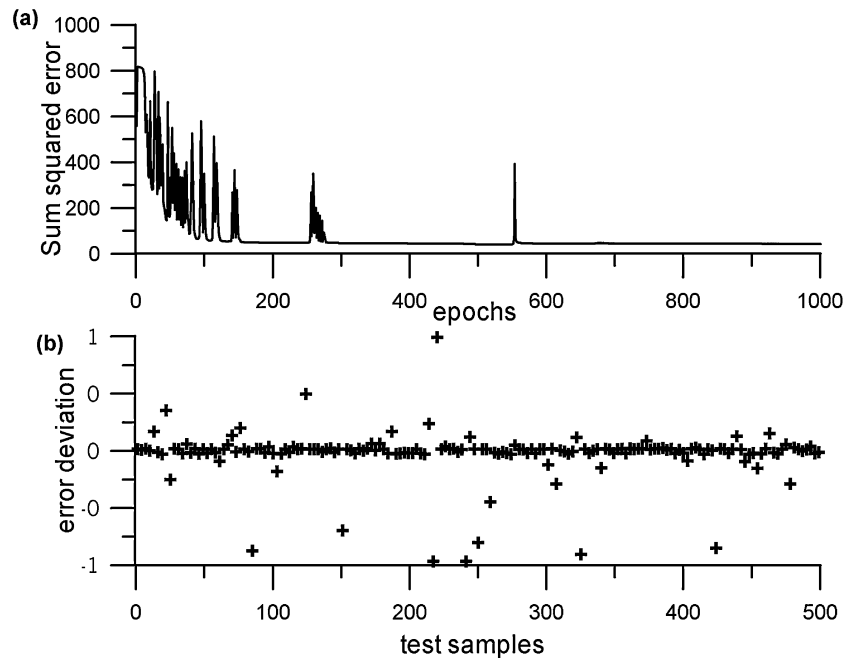 (a)
Sum squared error
1000
800
600
400
200
0
0 200 400 600 800 1000
epochs
(b)
error deviation
1
0
0
-0
-1
0 100 200 300 400 500
test samples